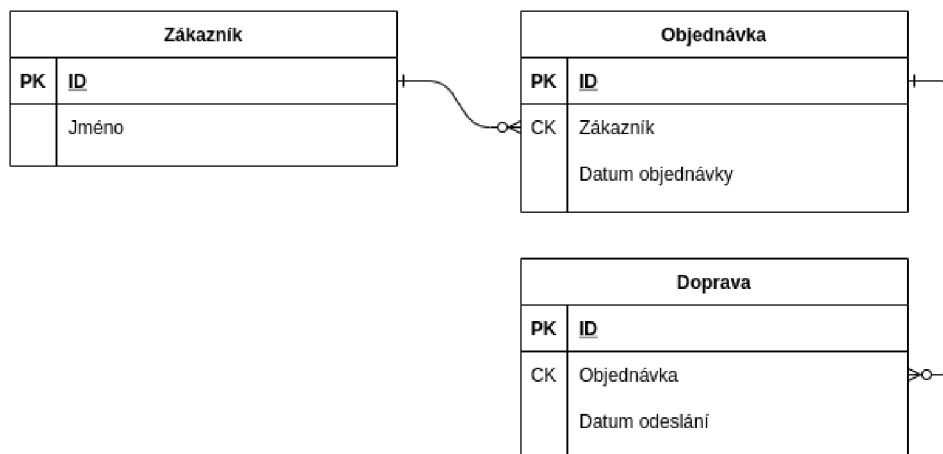 Zákazník
PK ID
Jméno
Objednávka
PK ID
CK Zákazník
Datum objednávky
Doprava
PK ID
CK Objednávka
Datum odeslání